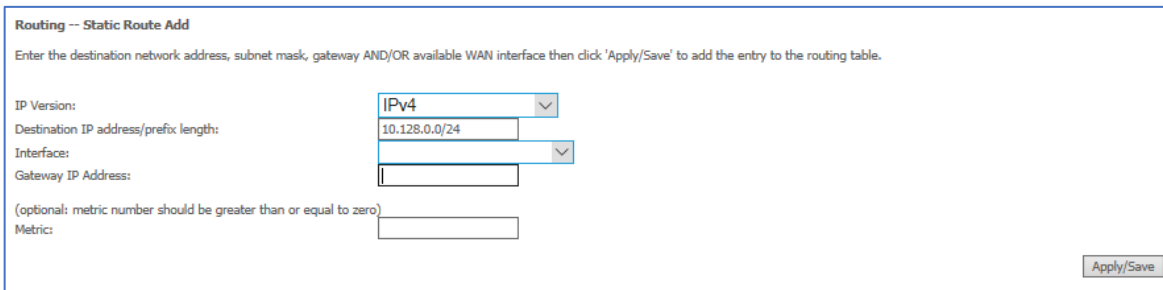 Routing -- Static Route Add
Enter the destination network address, subnet mask, gateway AND/OR available WAN interface then click 'Apply/Save' to add the entry to the routing table.
IP Version: IPv4
Destination IP address/prefix length: 10.128.0.0/24
Interface:
Gateway IP Address:
(optional: metric number should be greater than or equal to zero)
Metric:
Apply/Save